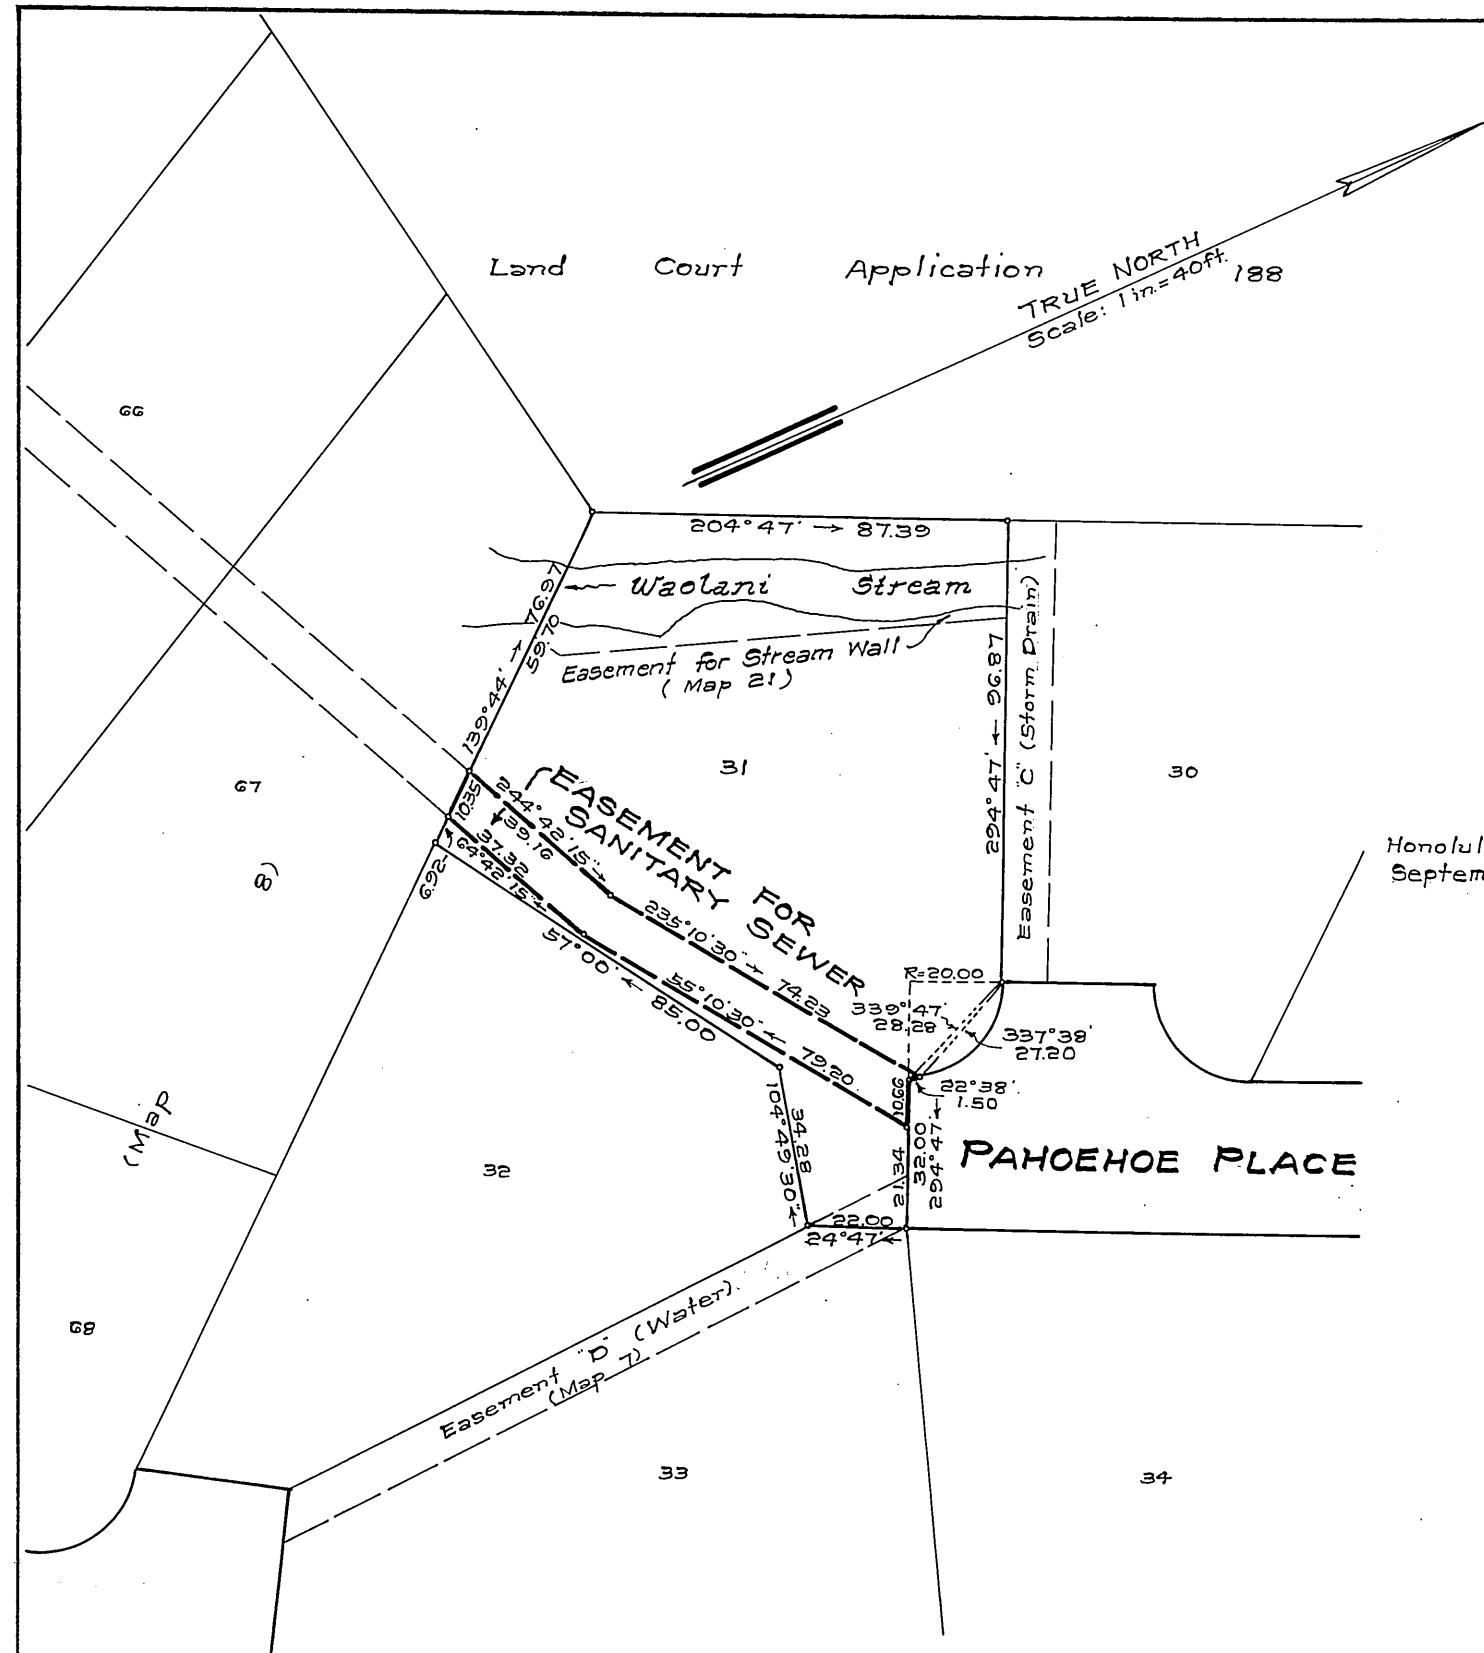 Land Court Application 188
TRUE NORTH
Scale: 1 in.=40ft.
66
204°47' → 87.39
Waolani Stream
Easement for Stream Wall
(Map 21)
139°44' → 76.97
59.70
294°47' ← 96.87
Easement "C" (Storm Drain)
67
31
30
10.35
6.92
EASEMENT FOR
SANITARY SEWER
244°42'15"
39.16
37.32
64°42'15"
235°10'30" → 74.23
55°10'30" ← 79.20
57°00' ← 85.00
R=20.00
339°47'
28.28
337°38'
27.20
22°38'
1.50
10.66
21.34
32.00
294°47'
34.28
104°49'30"
22.00
24°47'
PAHOEHOE PLACE
Honolul
Septem
(Map 8)
32
68
Easement "D" (Water)
(Map 7)
33
34